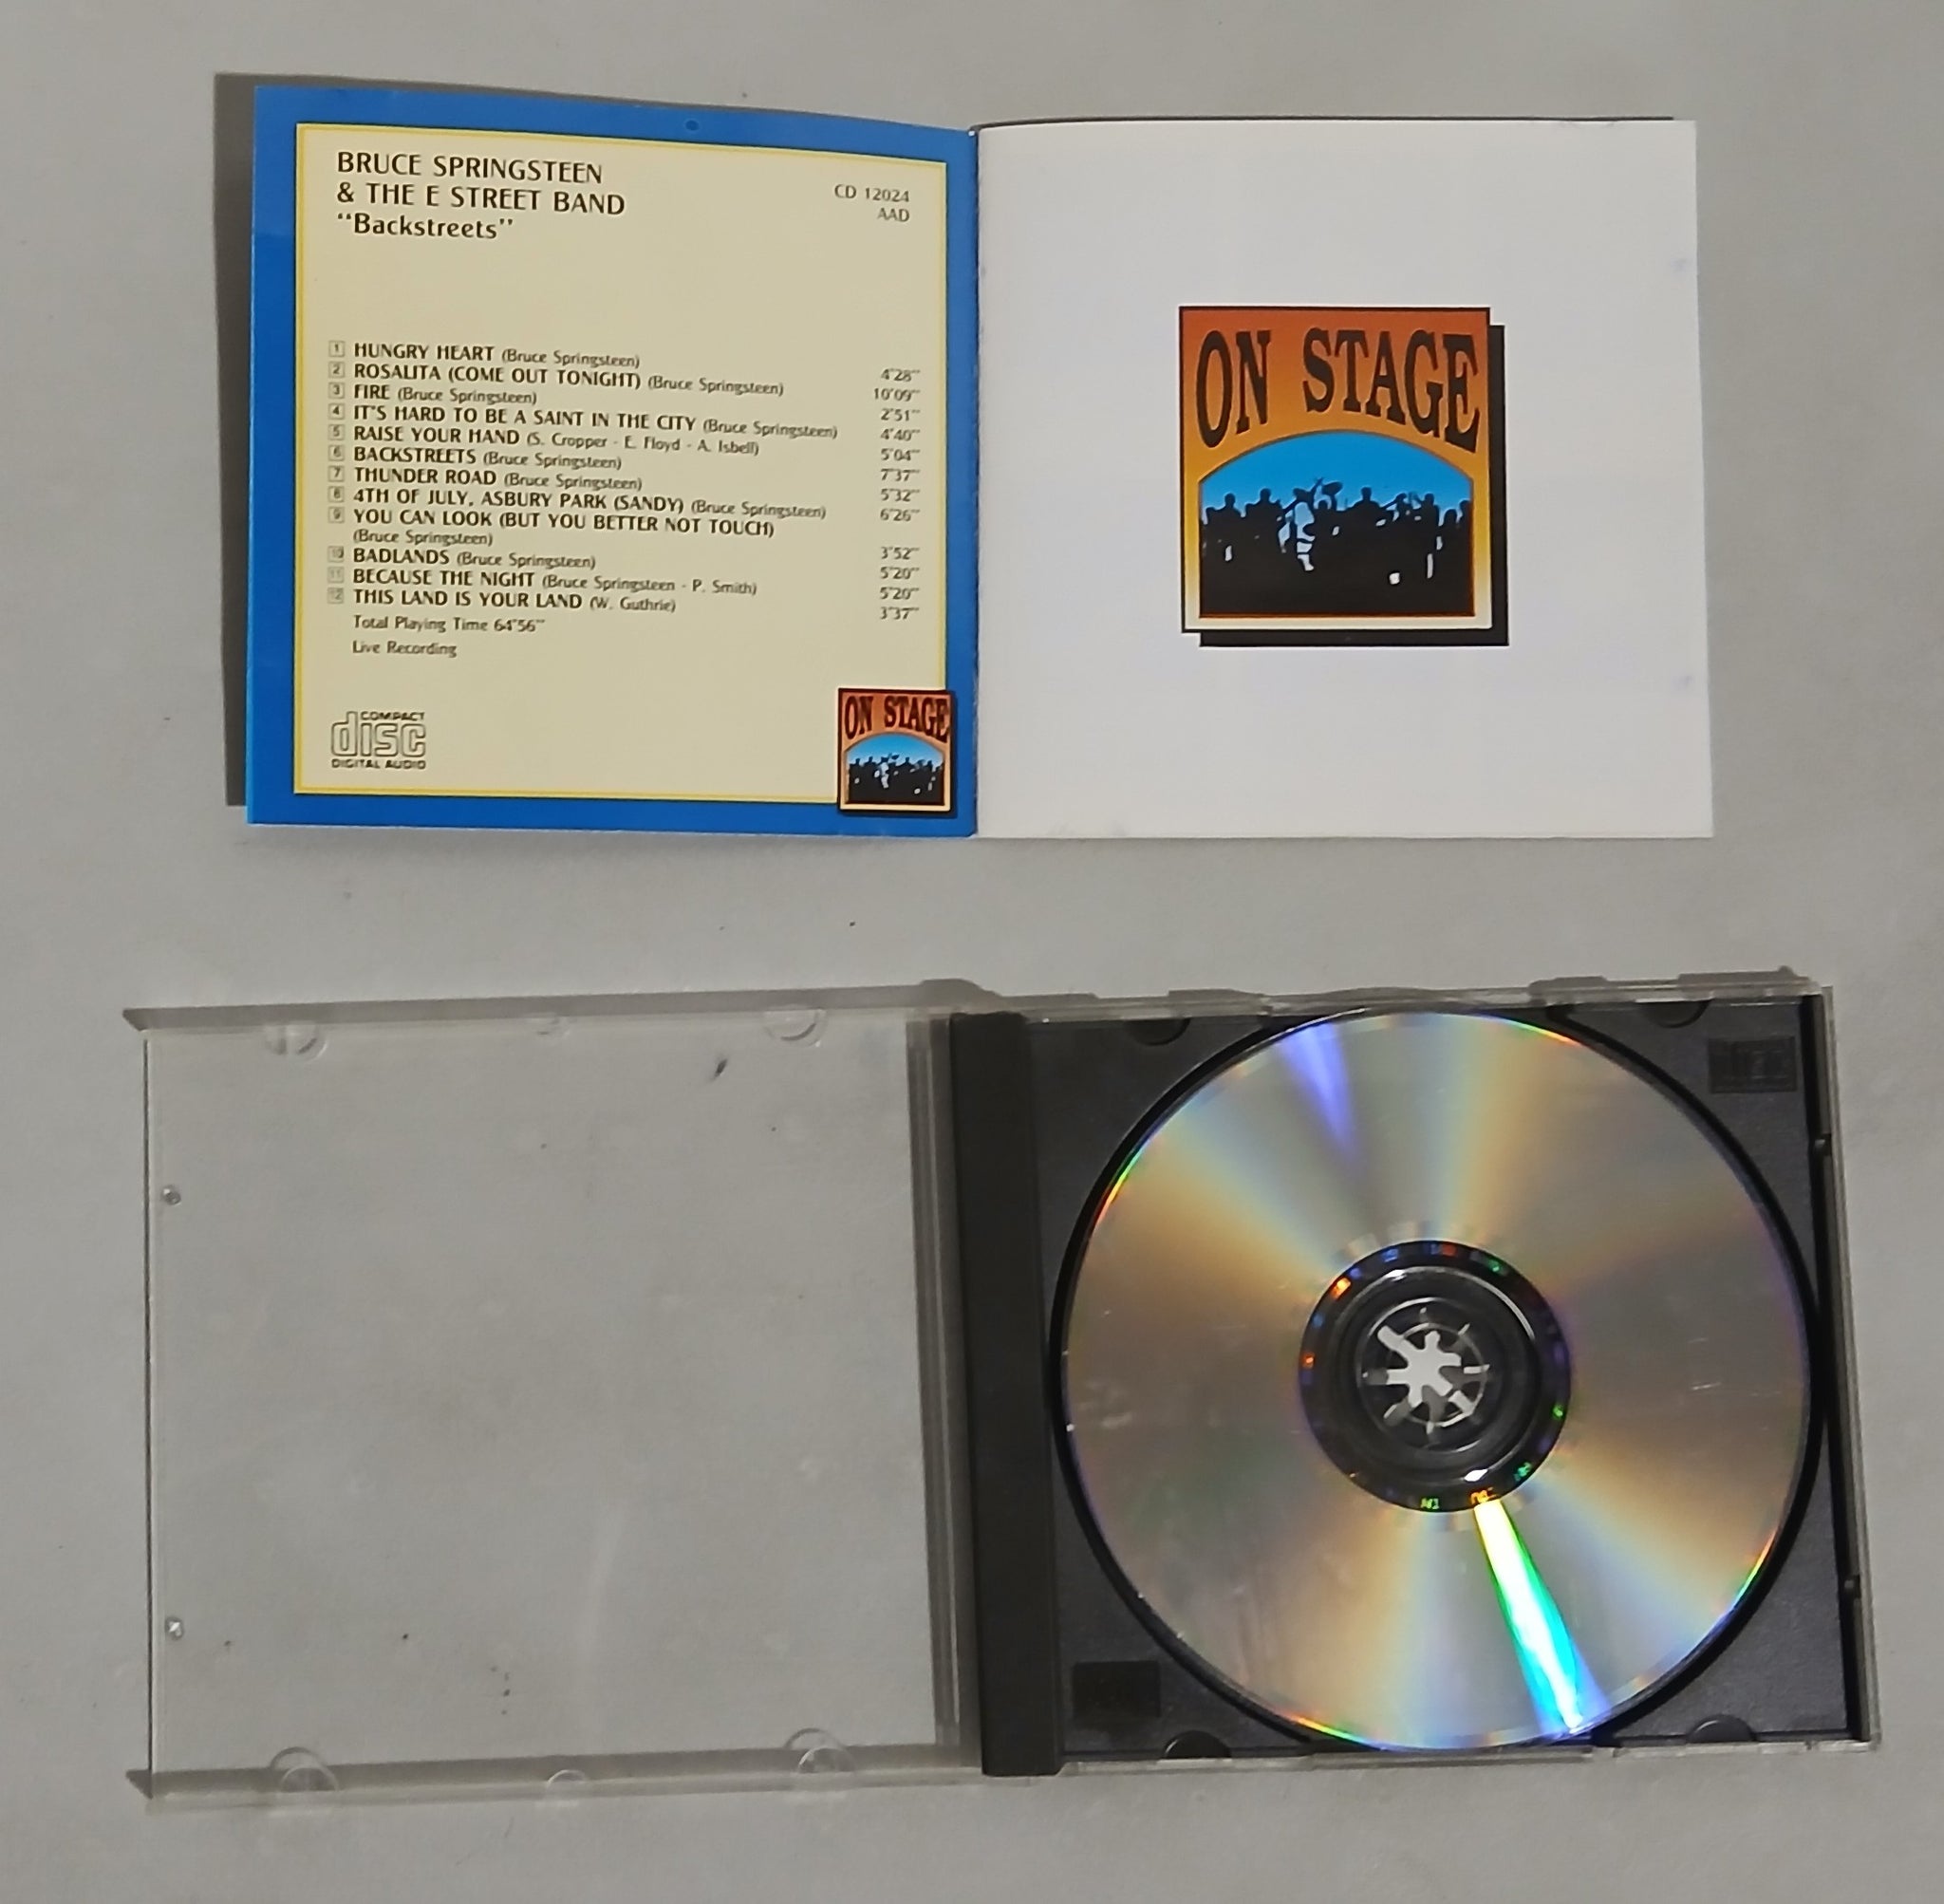 BRUCE SPRINGSTEEN
& THE E STREET BAND
“Backstreets”
CD 12024
AAD
1 HUNGRY HEART (Bruce Springsteen) 4'28"
2 ROSALITA (COME OUT TONIGHT) (Bruce Springsteen) 10'09"
3 FIRE (Bruce Springsteen) 2'51"
4 IT'S HARD TO BE A SAINT IN THE CITY (Bruce Springsteen) 4'40"
5 RAISE YOUR HAND (S. Cropper - E. Floyd - A. Isbell) 5'04"
6 BACKSTREETS (Bruce Springsteen) 7'37"
7 THUNDER ROAD (Bruce Springsteen) 5'32"
8 4TH OF JULY, ASBURY PARK (SANDY) (Bruce Springsteen) 6'26"
9 YOU CAN LOOK (BUT YOU BETTER NOT TOUCH)
(Bruce Springsteen) 3'52"
10 BADLANDS (Bruce Springsteen) 5'20"
11 BECAUSE THE NIGHT (Bruce Springsteen - P. Smith) 5'20"
12 THIS LAND IS YOUR LAND (W. Guthrie) 3'37"
Total Playing Time 64'56"
Live Recording
COMPACT
disc
DIGITAL AUDIO
ON STAGE
ON STAGE